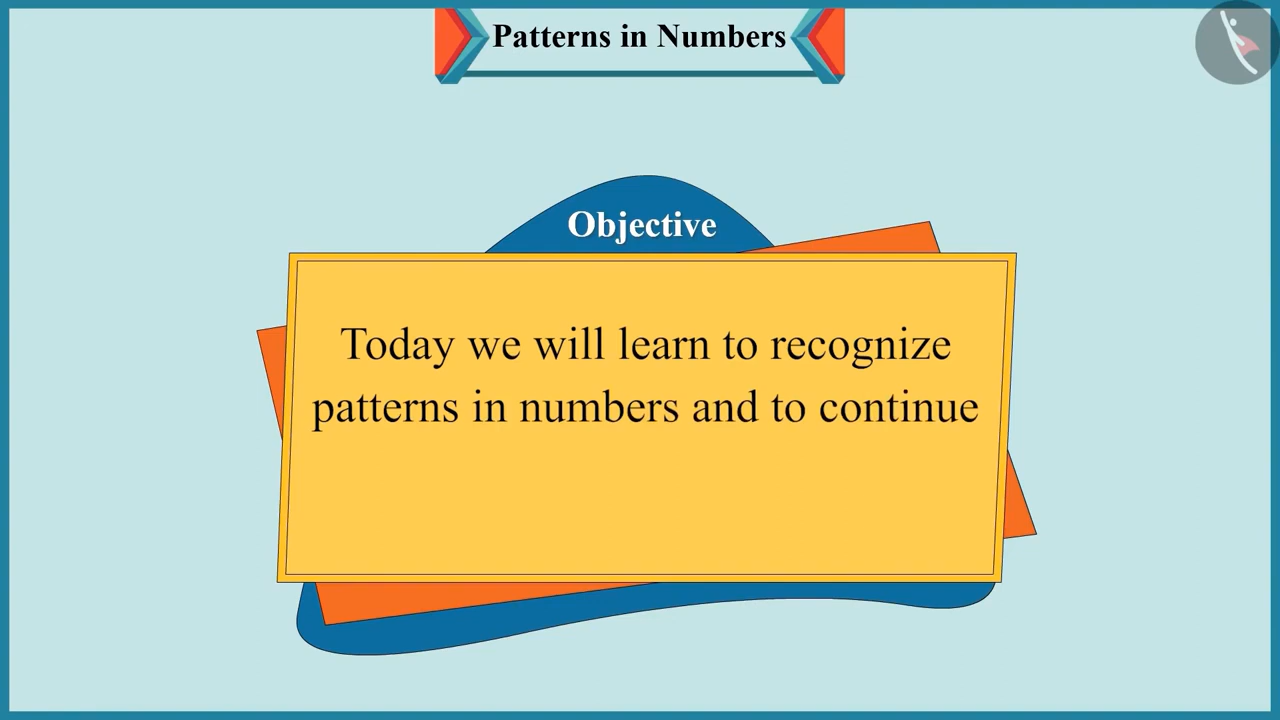 Patterns in Numbers
Objective
Today we will learn to recognize
patterns in numbers and to continue